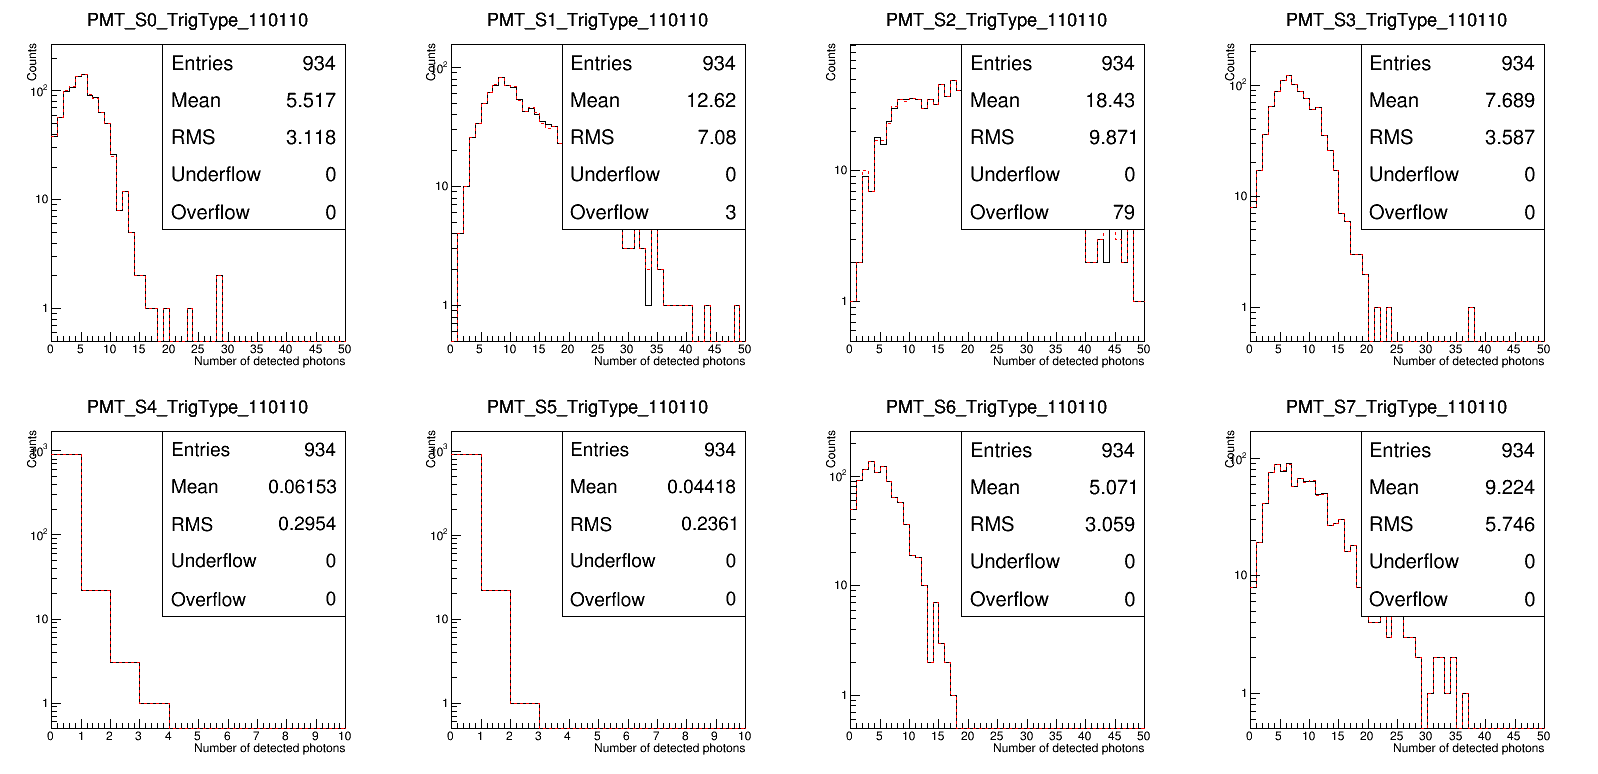 PMT_S0_TrigType_110110
Counts
Entries 934
Mean 5.517
RMS 3.118
Underflow 0
Overflow 0
10²
10
1
0 5 10 15 20 25 30 35 40 45 50
Number of detected photons
PMT_S1_TrigType_110110
Counts
Entries 934
Mean 12.62
RMS 7.08
Underflow 0
Overflow 3
10²
10
1
0 5 10 15 20 25 30 35 40 45 50
Number of detected photons
PMT_S2_TrigType_110110
Counts
Entries 934
Mean 18.43
RMS 9.871
Underflow 0
Overflow 79
10
1
0 5 10 15 20 25 30 35 40 45 50
Number of detected photons
PMT_S3_TrigType_110110
Counts
Entries 934
Mean 7.689
RMS 3.587
Underflow 0
Overflow 0
10²
10
1
0 5 10 15 20 25 30 35 40 45 50
Number of detected photons
PMT_S4_TrigType_110110
Counts
Entries 934
Mean 0.06153
RMS 0.2954
Underflow 0
Overflow 0
10³
10²
10
1
0 1 2 3 4 5 6 7 8 9 10
Number of detected photons
PMT_S5_TrigType_110110
Counts
Entries 934
Mean 0.04418
RMS 0.2361
Underflow 0
Overflow 0
10³
10²
10
1
0 1 2 3 4 5 6 7 8 9 10
Number of detected photons
PMT_S6_TrigType_110110
Counts
Entries 934
Mean 5.071
RMS 3.059
Underflow 0
Overflow 0
10²
10
1
0 5 10 15 20 25 30 35 40 45 50
Number of detected photons
PMT_S7_TrigType_110110
Counts
Entries 934
Mean 9.224
RMS 5.746
Underflow 0
Overflow 0
10²
10
1
0 5 10 15 20 25 30 35 40 45 50
Number of detected photons